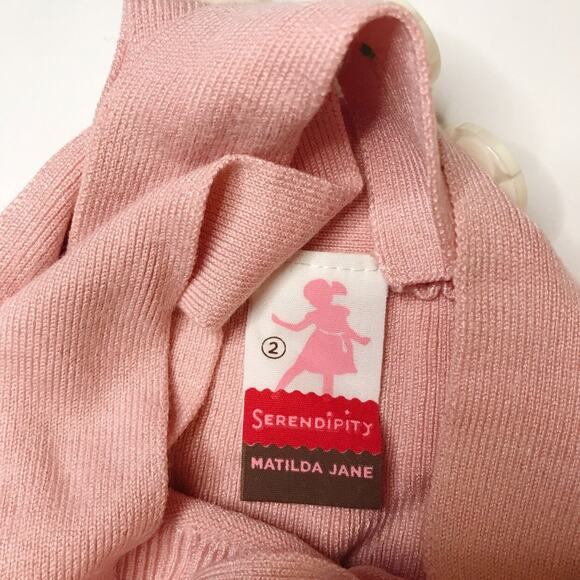 ②
SERENDiPiTY
MATILDA JANE